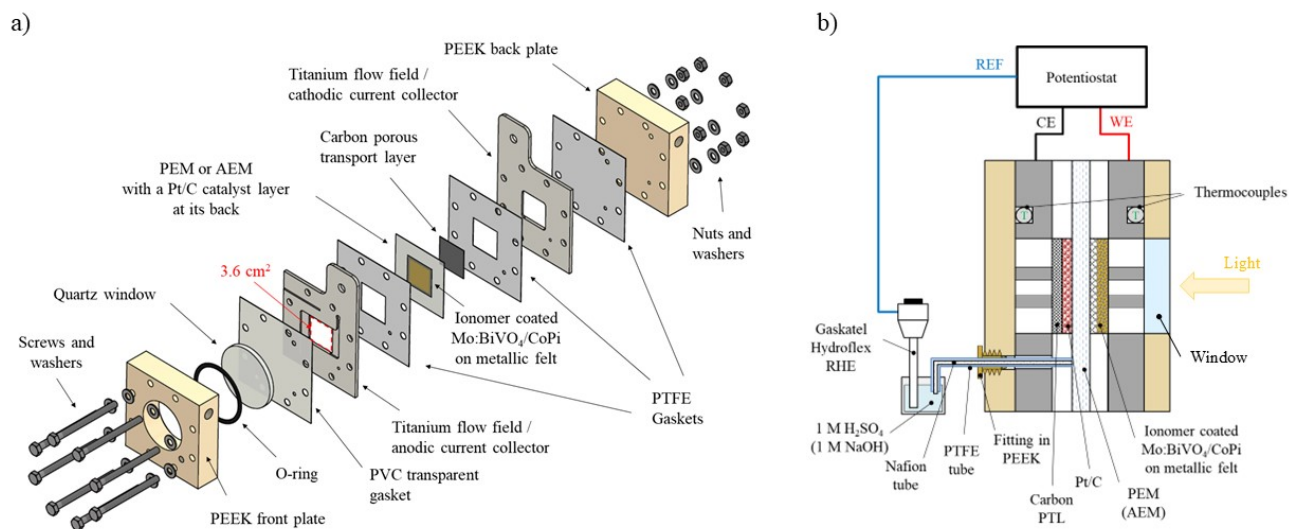 a)
PEEK back plate
Titanium flow field /
cathodic current collector
Carbon porous
transport layer
PEM or AEM
with a Pt/C catalyst layer
at its back
3.6 cm²
Quartz window
Screws and
washers
Nuts and
washers
Ionomer coated
Mo:BiVO₄/CoPi
on metallic felt
PTFE
Gaskets
Titanium flow field /
anodic current collector
PVC transparent
gasket
O-ring
PEEK front plate
b)
REF
Potentiostat
CE
WE
Thermocouples
T
T
Light
Gaskatel
Hydroflex
RHE
Window
1 M H₂SO₄
(1 M NaOH)
Nafion
tube
PTFE
tube
Fitting in
PEEK
Carbon
PTL
Pt/C
PEM
(AEM)
Ionomer coated
Mo:BiVO₄/CoPi
on metallic felt